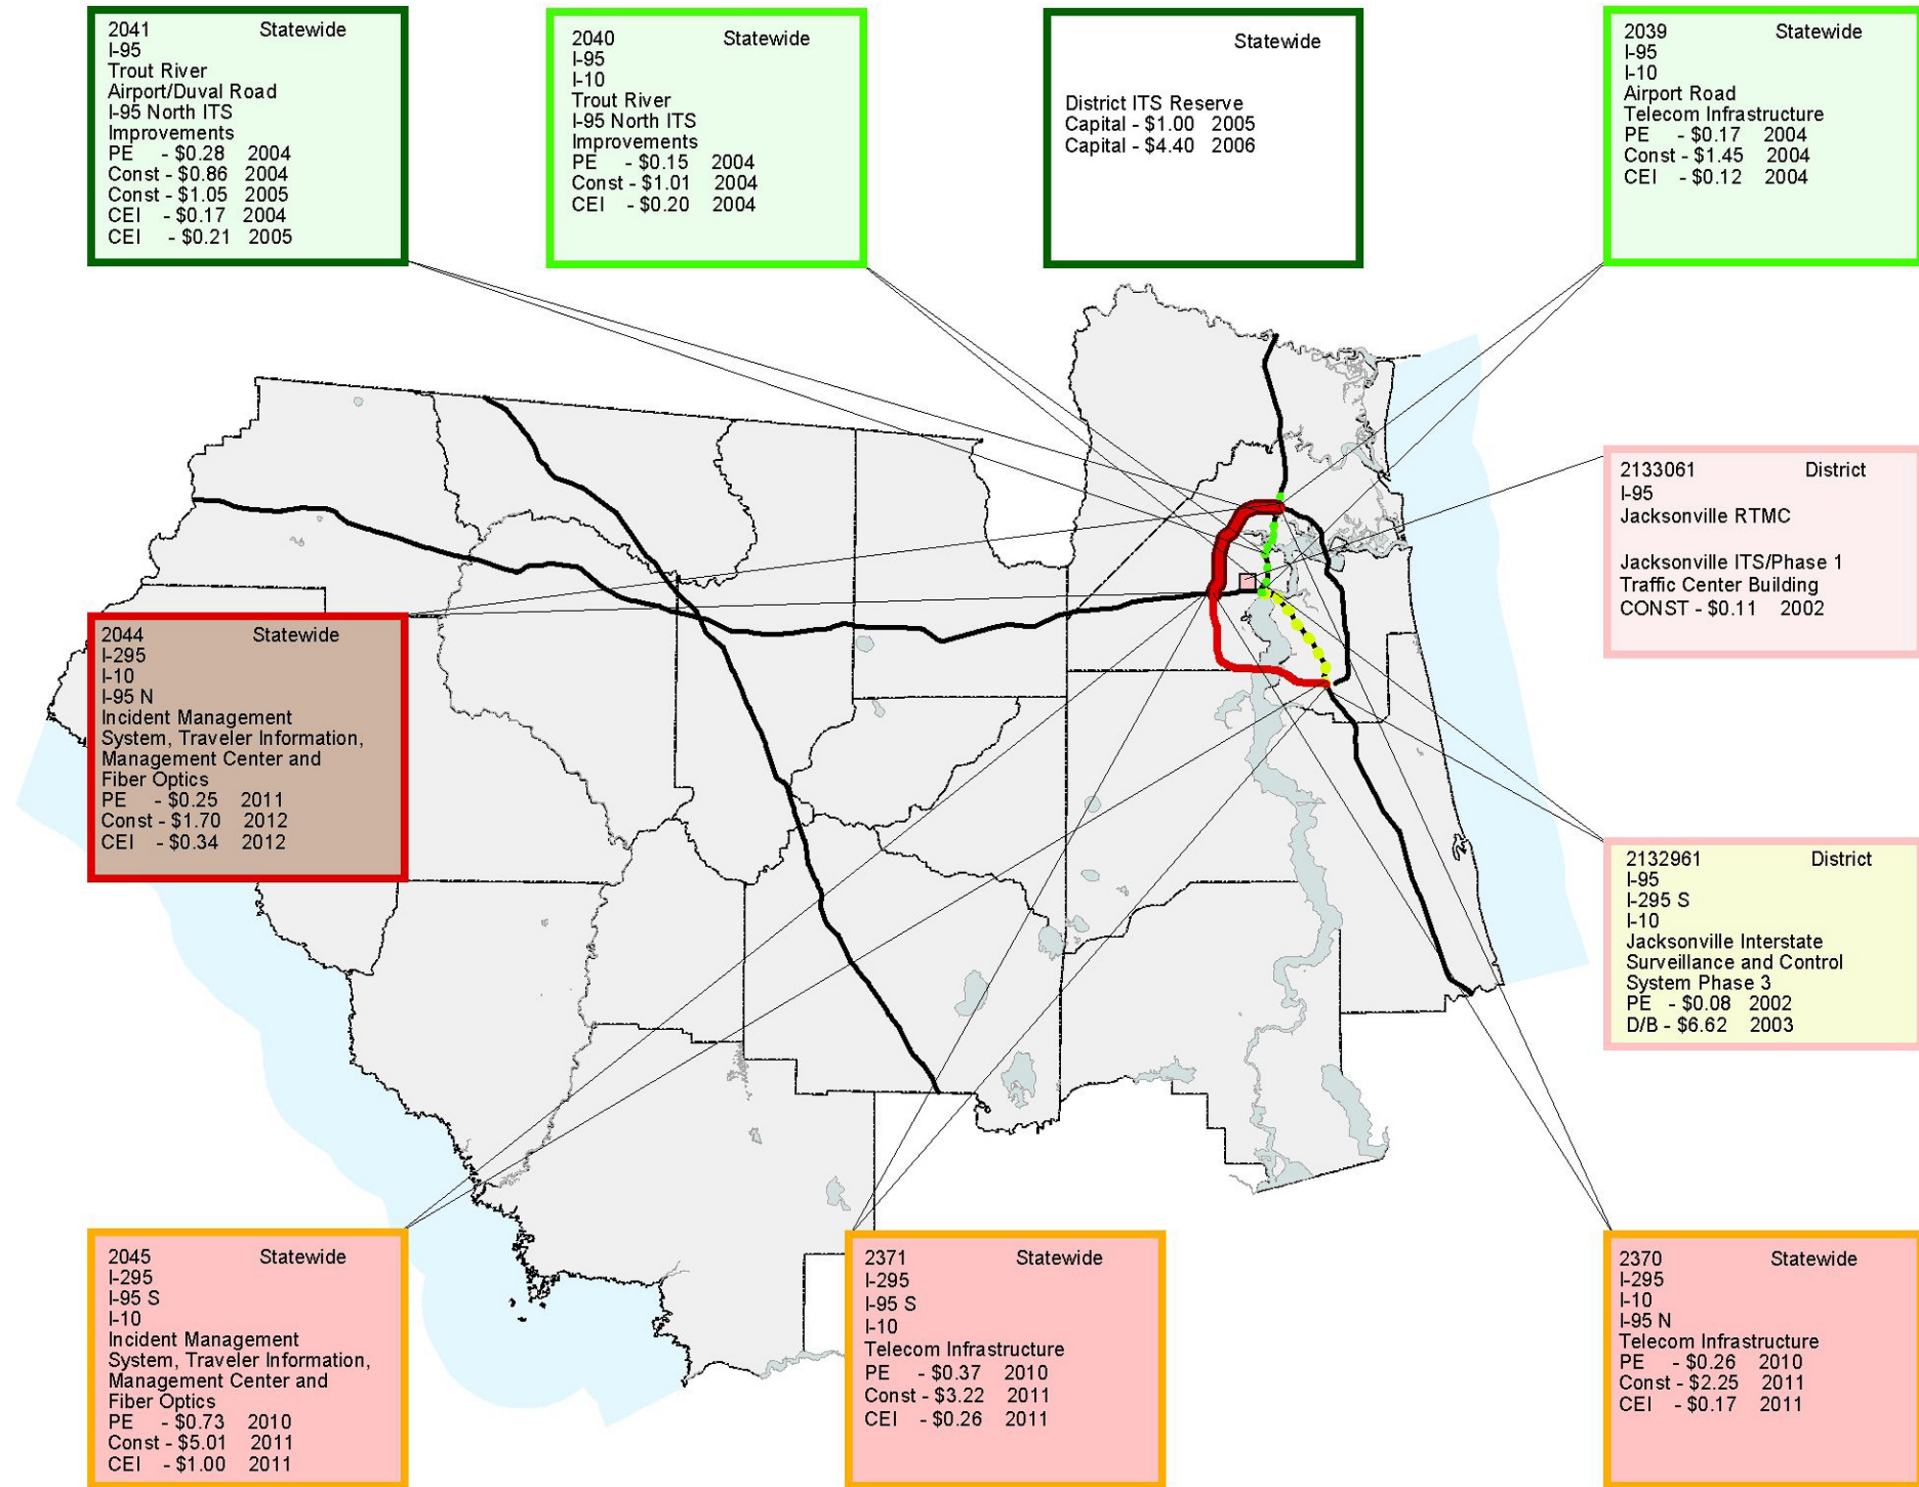 2041 Statewide
I-95
Trout River
Airport/Duval Road
I-95 North ITS
Improvements
PE - $0.28 2004
Const - $0.86 2004
Const - $1.05 2005
CEI - $0.17 2004
CEI - $0.21 2005
2040 Statewide
I-95
I-10
Trout River
I-95 North ITS
Improvements
PE - $0.15 2004
Const - $1.01 2004
CEI - $0.20 2004
Statewide
District ITS Reserve
Capital - $1.00 2005
Capital - $4.40 2006
2039 Statewide
I-95
I-10
Airport Road
Telecom Infrastructure
PE - $0.17 2004
Const - $1.45 2004
CEI - $0.12 2004
2133061 District
I-95
Jacksonville RTMC
Jacksonville ITS/Phase 1
Traffic Center Building
CONST - $0.11 2002
2044 Statewide
I-295
I-10
I-95 N
Incident Management
System, Traveler Information,
Management Center and
Fiber Optics
PE - $0.25 2011
Const - $1.70 2012
CEI - $0.34 2012
2132961 District
I-95
I-295 S
I-10
Jacksonville Interstate
Surveillance and Control
System Phase 3
PE - $0.08 2002
D/B - $6.62 2003
2045 Statewide
I-295
I-95 S
I-10
Incident Management
System, Traveler Information,
Management Center and
Fiber Optics
PE - $0.73 2010
Const - $5.01 2011
CEI - $1.00 2011
2371 Statewide
I-295
I-95 S
I-10
Telecom Infrastructure
PE - $0.37 2010
Const - $3.22 2011
CEI - $0.26 2011
2370 Statewide
I-295
I-10
I-95 N
Telecom Infrastructure
PE - $0.26 2010
Const - $2.25 2011
CEI - $0.17 2011